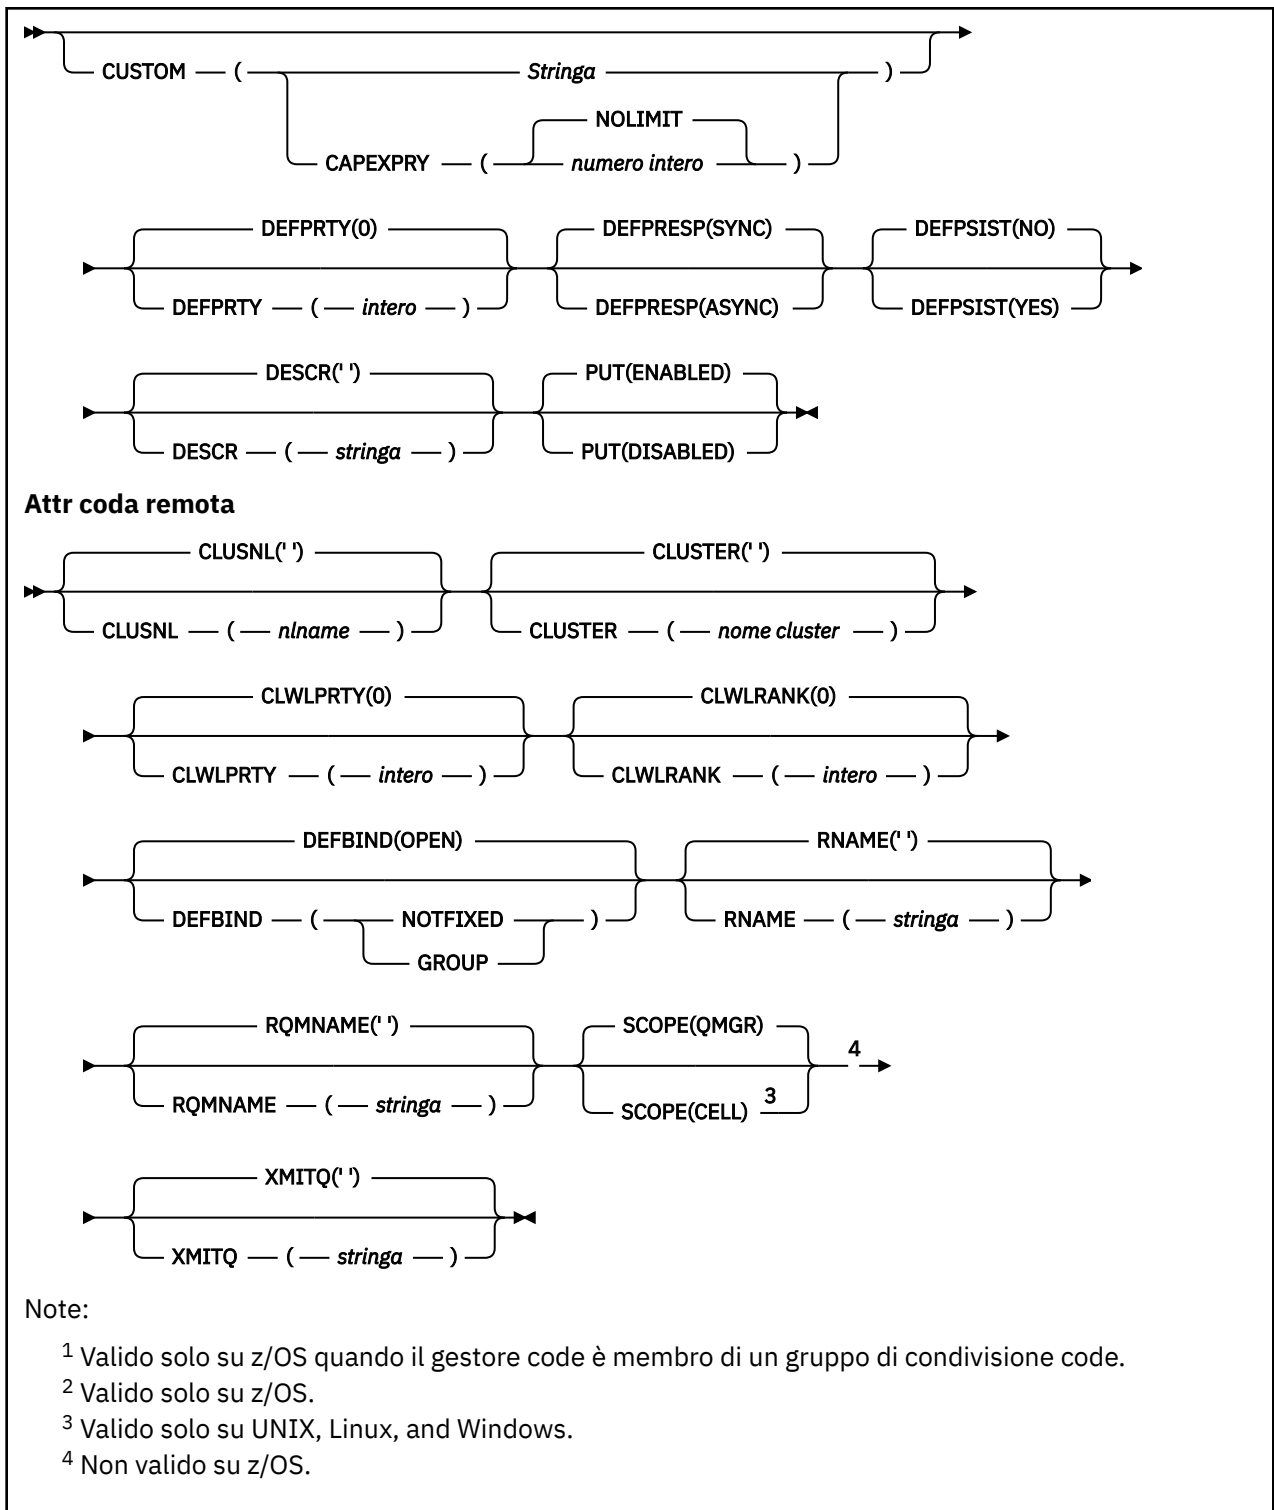 CUSTOM ( Stringa )
NOLIMIT
CAPEXPRY ( numero intero )
DEFPRTY(0) DEFPRESP(SYNC) DEFPSIST(NO)
DEFPRTY ( intero ) DEFPRESP(ASYNC) DEFPSIST(YES)
DESCR(' ') PUT(ENABLED)
DESCR ( stringa ) PUT(DISABLED)
Attr coda remota
CLUSNL(' ') CLUSTER(' ')
CLUSNL ( nlname ) CLUSTER ( nome cluster )
CLWLPRTY(0) CLWLRANK(0)
CLWLPRTY ( intero ) CLWLRANK ( intero )
DEFBIND(OPEN) RNAME(' ')
DEFBIND ( NOTFIXED ) RNAME ( stringa )
GROUP
RQMNAME(' ') SCOPE(QMGR) 4
RQMNAME ( stringa ) SCOPE(CELL) 3
XMITQ(' ')
XMITQ ( stringa )
Note:
1 Valido solo su z/OS quando il gestore code è membro di un gruppo di condivisione code.
2 Valido solo su z/OS.
3 Valido solo su UNIX, Linux, and Windows.
4 Non valido su z/OS.